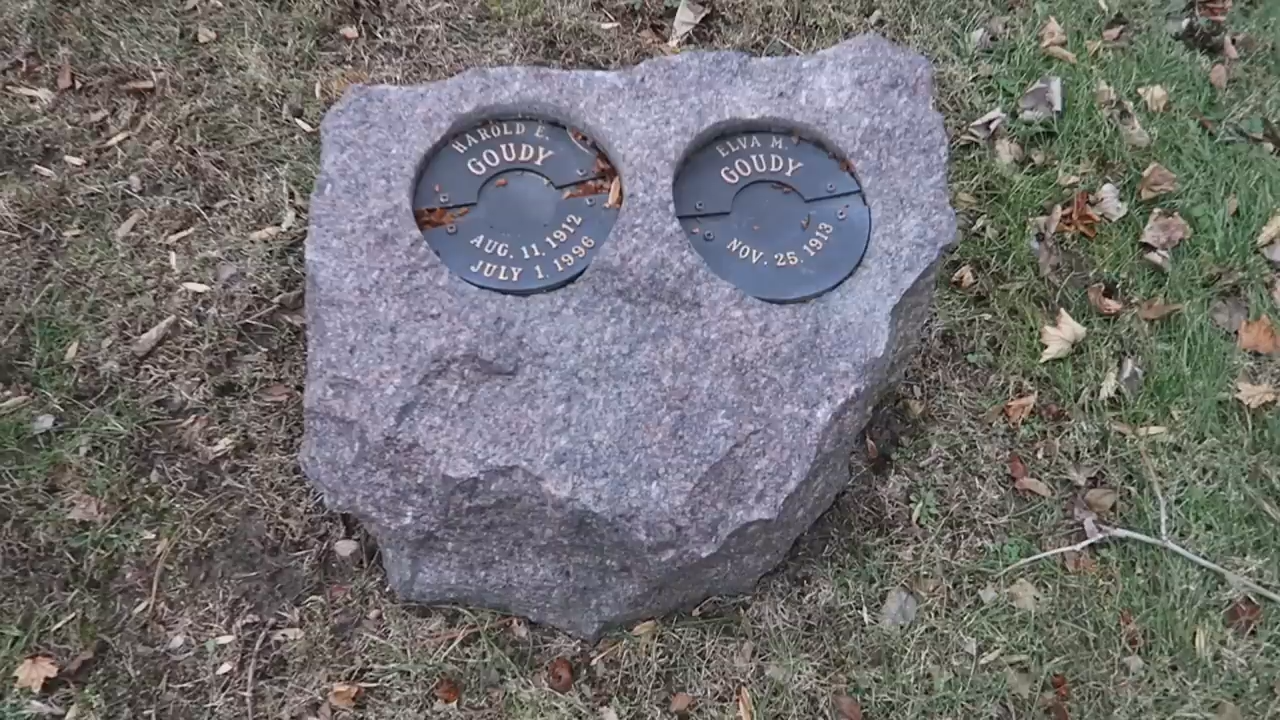 HAROLD E.
GOUDY
AUG. 11, 1912
JULY 1, 1996
ELVA M.
GOUDY
NOV. 25, 1913